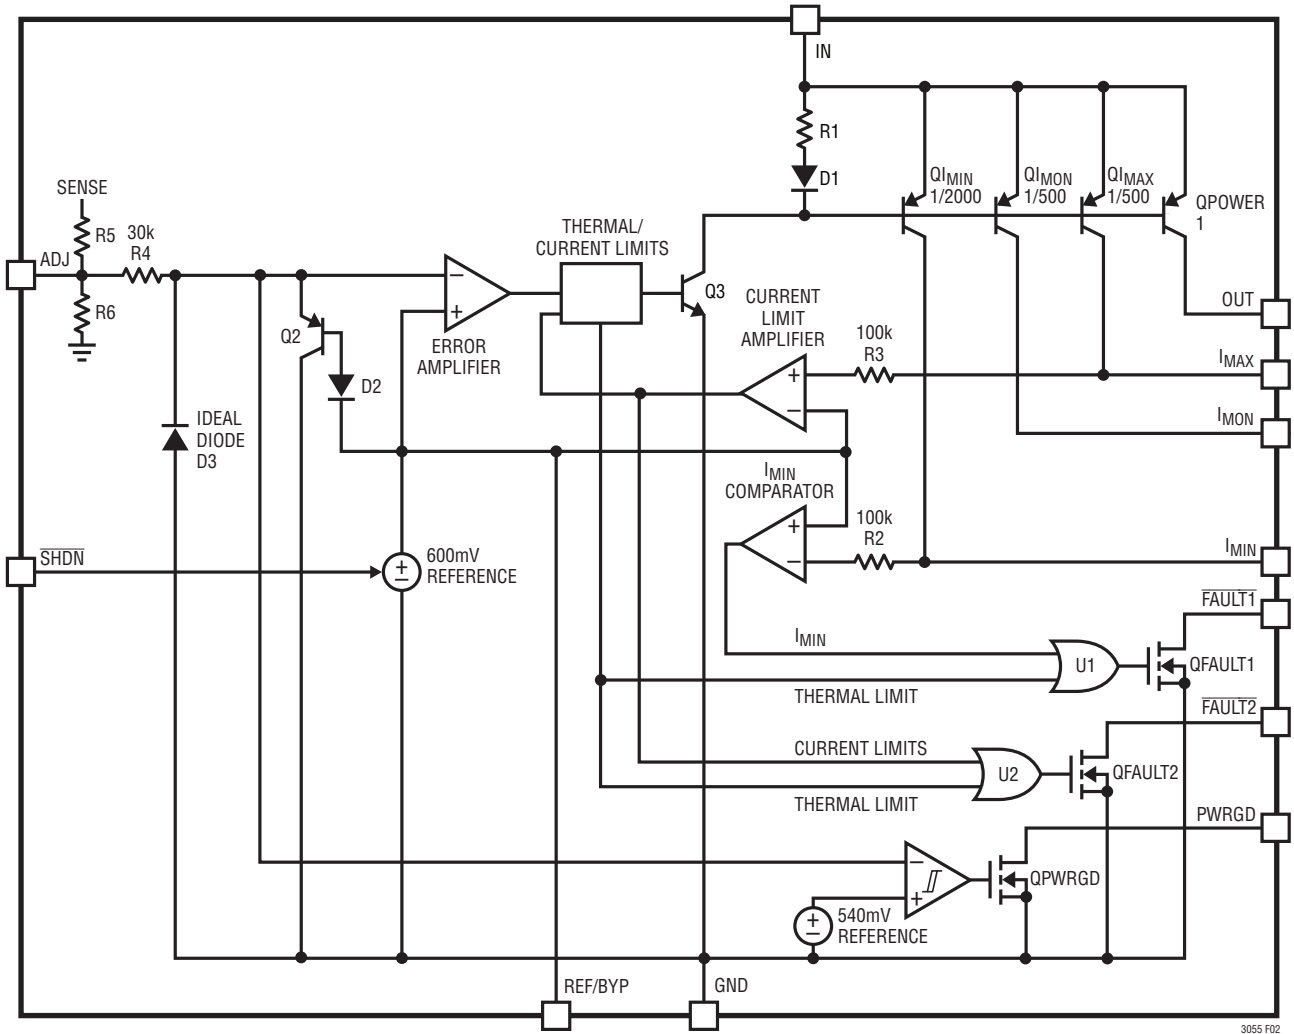 IN
R1
D1
QIMIN
1/2000
QIMON
1/500
QIMAX
1/500
QPOWER
1
SENSE
R5
30k
R4
ADJ
R6
THERMAL/
CURRENT LIMITS
Q3
–
+
ERROR
AMPLIFIER
Q2
D2
IDEAL
DIODE
D3
CURRENT
LIMIT
AMPLIFIER
+
–
100k
R3
OUT
IMAX
IMON
IMIN
COMPARATOR
+
–
100k
R2
IMIN
SHDN
+
–
600mV
REFERENCE
FAULT1
IMIN
U1
QFAULT1
THERMAL LIMIT
FAULT2
CURRENT LIMITS
U2
QFAULT2
THERMAL LIMIT
PWRGD
–
+
QPWRGD
+
–
540mV
REFERENCE
REF/BYP
GND
3055 F02